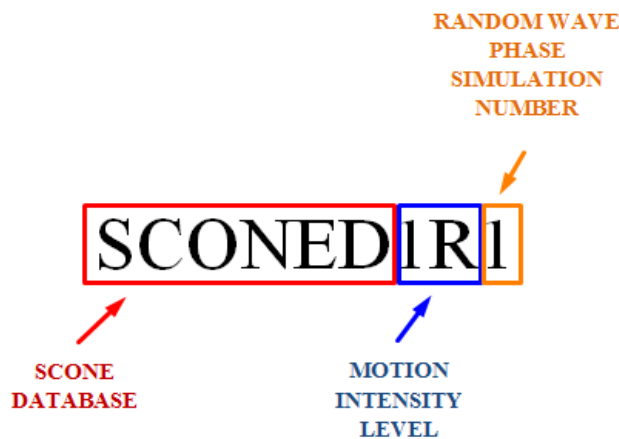 RANDOM WAVE
PHASE
SIMULATION
NUMBER
SCONED1R1
SCONE
DATABASE
MOTION
INTENSITY
LEVEL